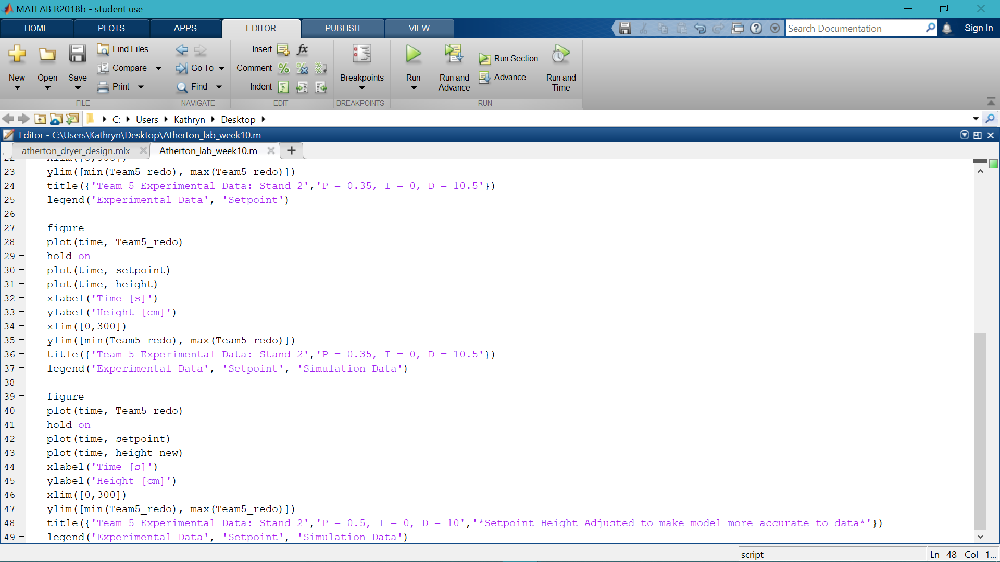 MATLAB R2018b - student use
HOME PLOTS APPS EDITOR PUBLISH VIEW Search Documentation Sign In
New Open Save Find Files Compare Print
Go To Find
Insert fx Comment Indent
Breakpoints
Run Run and Advance Run Section Advance Run and Time
FILE NAVIGATE EDIT BREAKPOINTS RUN
C: Users Kathryn Desktop
Editor - C:\Users\Kathryn\Desktop\Atherton_lab_week10.m
atherton_dryer_design.mlx Atherton_lab_week10.m
22 xlim([0,300])
23 ylim([min(Team5_redo), max(Team5_redo)])
24 title({'Team 5 Experimental Data: Stand 2','P = 0.35, I = 0, D = 10.5'})
25 legend('Experimental Data', 'Setpoint')
26
27 figure
28 plot(time, Team5_redo)
29 hold on
30 plot(time, setpoint)
31 plot(time, height)
32 xlabel('Time [s]')
33 ylabel('Height [cm]')
34 xlim([0,300])
35 ylim([min(Team5_redo), max(Team5_redo)])
36 title({'Team 5 Experimental Data: Stand 2','P = 0.35, I = 0, D = 10.5'})
37 legend('Experimental Data', 'Setpoint', 'Simulation Data')
38
39 figure
40 plot(time, Team5_redo)
41 hold on
42 plot(time, setpoint)
43 plot(time, height_new)
44 xlabel('Time [s]')
45 ylabel('Height [cm]')
46 xlim([0,300])
47 ylim([min(Team5_redo), max(Team5_redo)])
48 title({'Team 5 Experimental Data: Stand 2','P = 0.5, I = 0, D = 10','*Setpoint Height Adjusted to make model more accurate to data*'})
49 legend('Experimental Data', 'Setpoint', 'Simulation Data')
script Ln 48 Col 1...